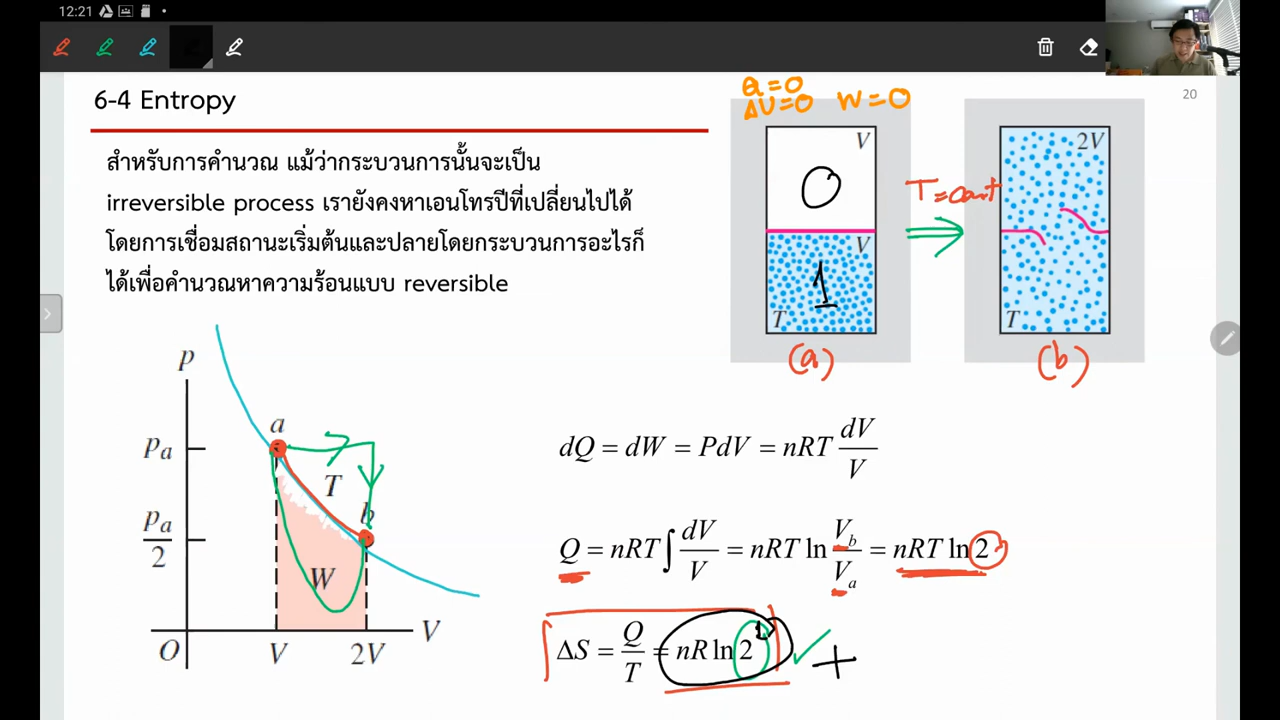 12:21
20
6-4 Entropy
สำหรับการคำนวณ แม้ว่ากระบวนการนั้นจะเป็น
irreversible process เรายังคงหาเอนโทรปีที่เปลี่ยนไปได้
โดยการเชื่อมสถานะเริ่มต้นและปลายโดยกระบวนการอะไรก็
ได้เพื่อคำนวณหาความร้อนแบบ reversible
Q=0
ΔU=0 W=0
V
0
V
1
T
(a)
T=const
2V
T
(b)
p
a
pa
T
b
pa/2
W
O V 2V V
dQ = dW = PdV = nRT dV/V
Q = nRT ∫ dV/V = nRT ln Vb/Va = nRT ln 2
ΔS = Q/T = nR ln 2 +